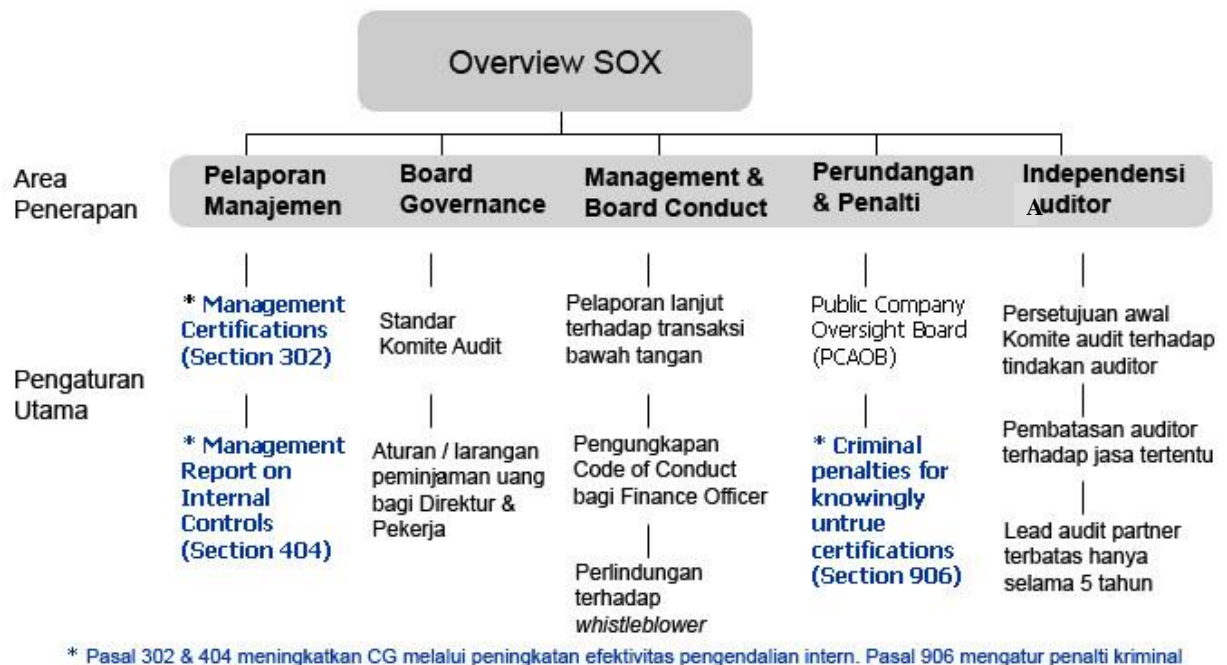 Overview SOX
Area
Penerapan
Pelaporan
Manajemen
Board
Governance
Management &
Board Conduct
Perundangan
& Penalti
Independensi
Auditor
Pengaturan
Utama
* Management
Certifications
(Section 302)
* Management
Report on
Internal
Controls
(Section 404)
Standar
Komite Audit
Aturan / larangan
peminjaman uang
bagi Direktur &
Pekerja
Pelaporan lanjut
terhadap transaksi
bawah tangan
Pengungkapan
Code of Conduct
bagi Finance Officer
Perlindungan
terhadap
whistleblower
Public Company
Oversight Board
(PCAOB)
* Criminal
penalties for
knowingly
untrue
certifications
(Section 906)
Persetujuan awal
Komite audit terhadap
tindakan auditor
Pembatasan auditor
terhadap jasa tertentu
Lead audit partner
terbatas hanya
selama 5 tahun
* Pasal 302 & 404 meningkatkan CG melalui peningkatan efektivitas pengendalian intern. Pasal 906 mengatur penalti kriminal